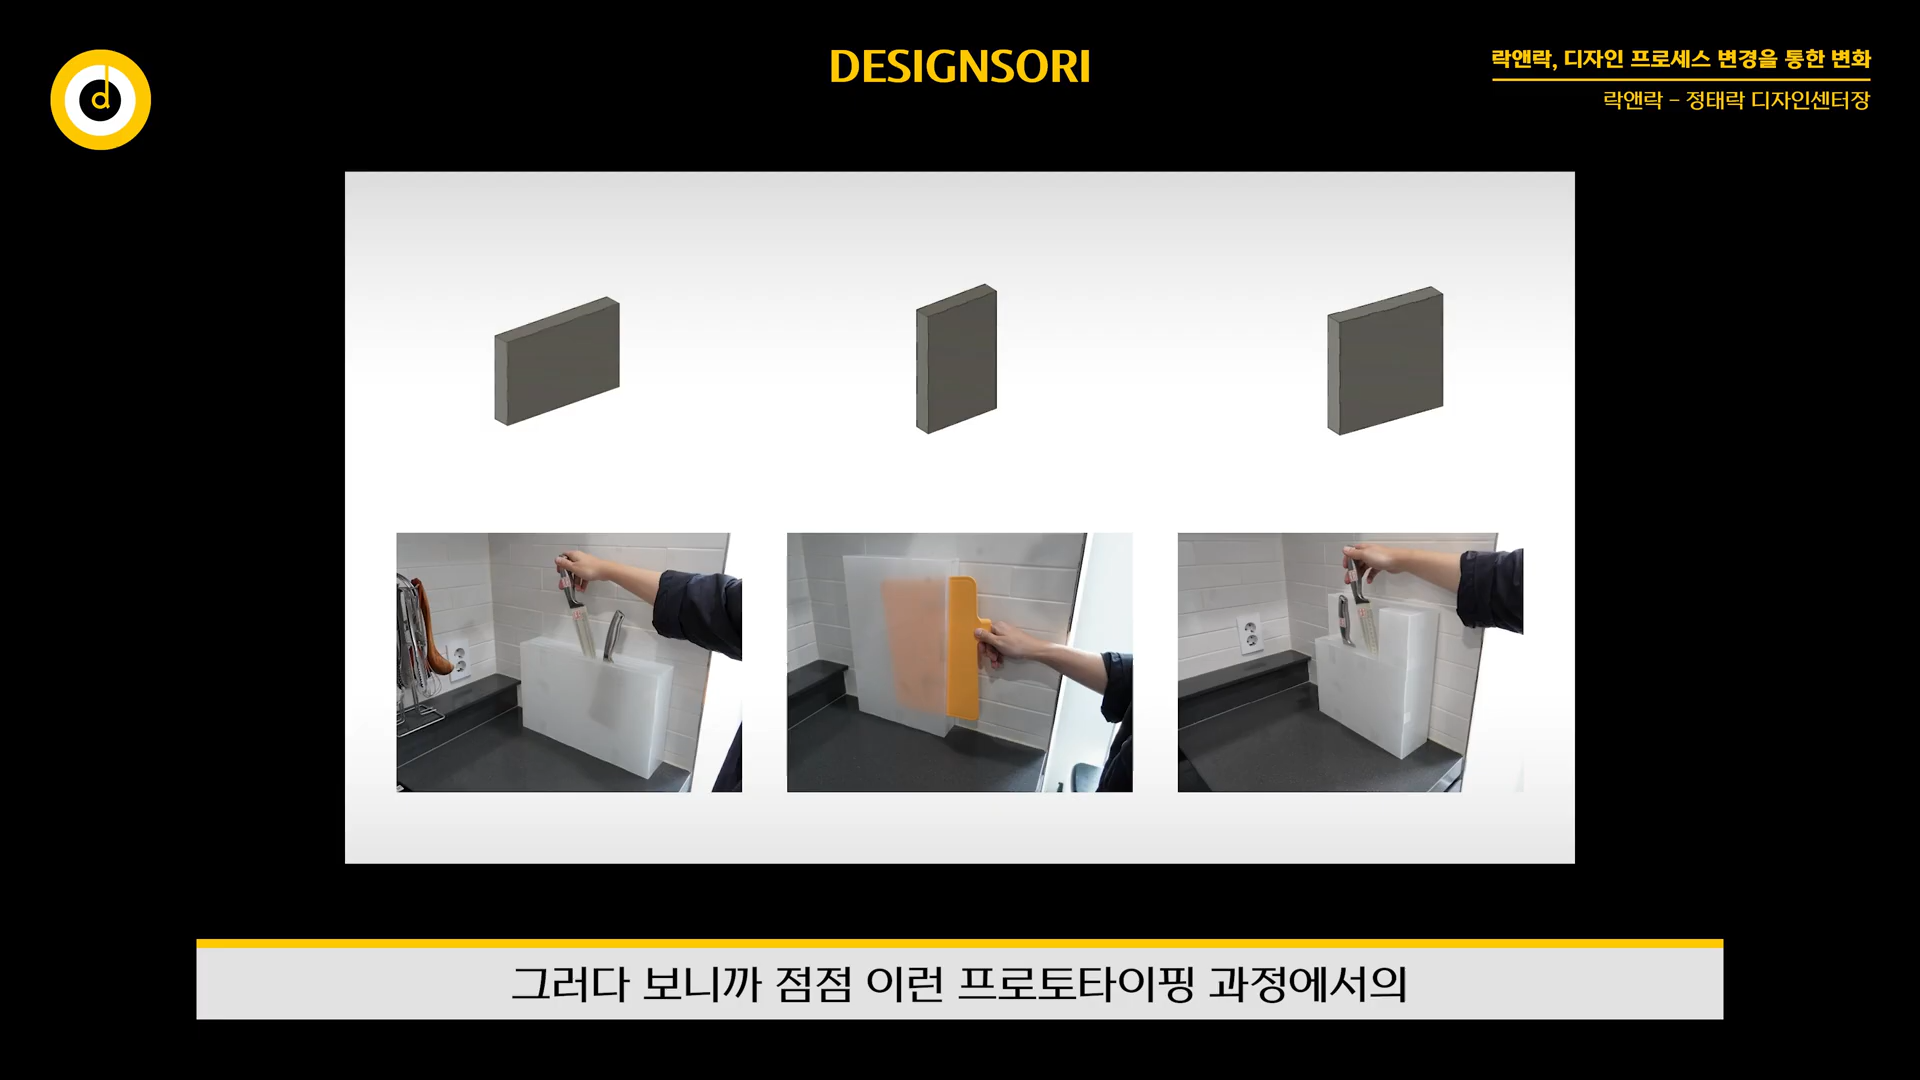 d
DESIGNSORI
락앤락, 디자인 프로세스 변경을 통한 변화
락앤락 - 정태락 디자인센터장
그러다 보니까 점점 이런 프로토타이핑 과정에서의